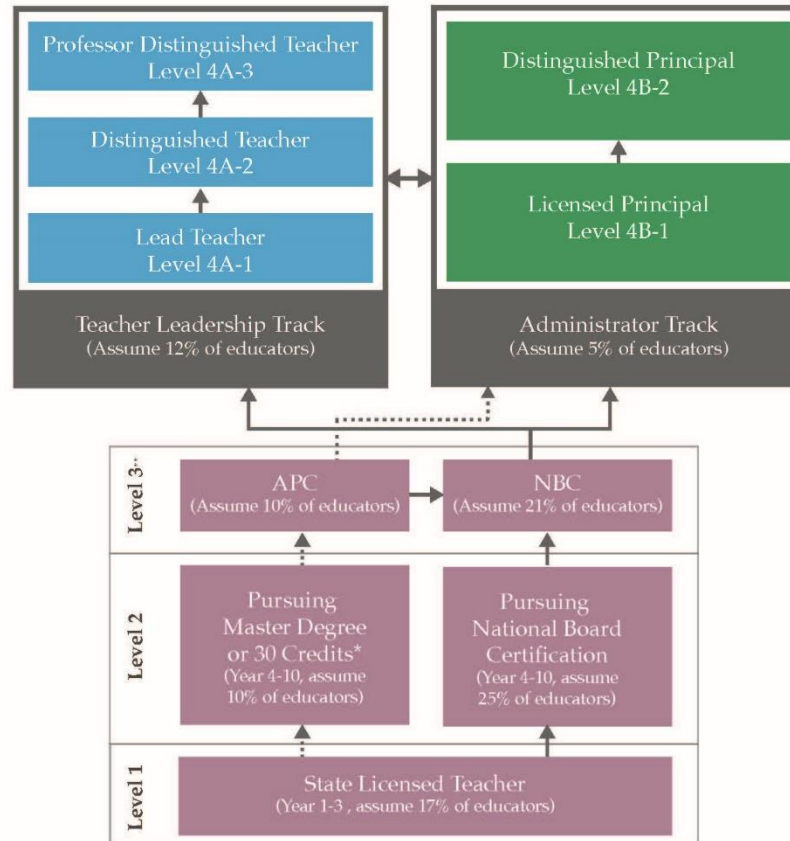 Professor Distinguished Teacher
Level 4A-3
Distinguished Teacher
Level 4A-2
Lead Teacher
Level 4A-1
Teacher Leadership Track
(Assume 12% of educators)
Distinguished Principal
Level 4B-2
Licensed Principal
Level 4B-1
Administrator Track
(Assume 5% of educators)
Level 3**
APC
(Assume 10% of educators)
NBC
(Assume 21% of educators)
Level 2
Pursuing
Master Degree
or 30 Credits*
(Year 4-10, assume
10% of educators)
Pursuing
National Board
Certification
(Year 4-10, assume
25% of educators)
Level 1
State Licensed Teacher
(Year 1-3 , assume 17% of educators)